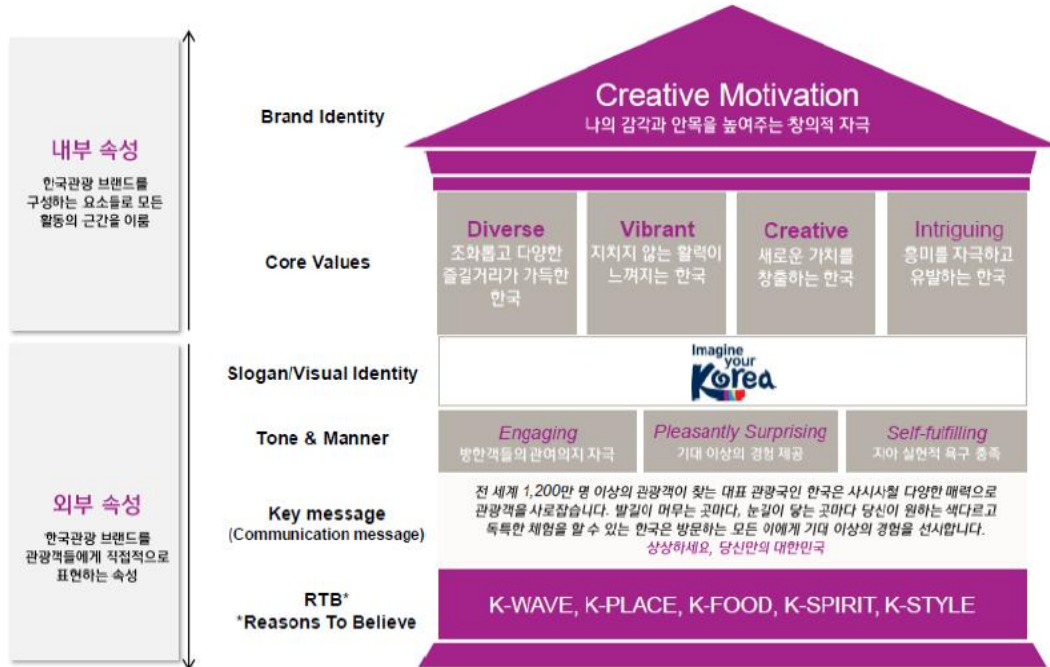 Brand Identity
Creative Motivation
나의 감각과 안목을 높여주는 창의적 자극
내부 속성
한국관광 브랜드를
구성하는 요소들로 모든
활동의 근간을 이룸
Core Values
Diverse
조화롭고 다양한
즐길거리가 가득한
한국
Vibrant
지치지 않는 활력이
느껴지는 한국
Creative
새로운 가치를
창출하는 한국
Intriguing
흥미를 자극하고
유발하는 한국
Slogan/Visual Identity
Imagine
your
Korea
Tone & Manner
Engaging
방한객들의 관여의지 자극
Pleasantly Surprising
기대 이상의 경험 제공
Self-fulfilling
자아 실현적 욕구 충족
외부 속성
한국관광 브랜드를
관광객들에게 직접적으로
표현하는 속성
Key message
(Communication message)
전 세계 1,200만 명 이상의 관광객이 찾는 대표 관광국인 한국은 사시사철 다양한 매력으로
관광객을 사로잡습니다. 발길이 머무는 곳마다, 눈길이 닿는 곳마다 당신이 원하는 색다르고
독특한 체험을 할 수 있는 한국은 방문하는 모든 이에게 기대 이상의 경험을 선사합니다.
상상하세요, 당신만의 대한민국
RTB*
*Reasons To Believe
K-WAVE, K-PLACE, K-FOOD, K-SPIRIT, K-STYLE